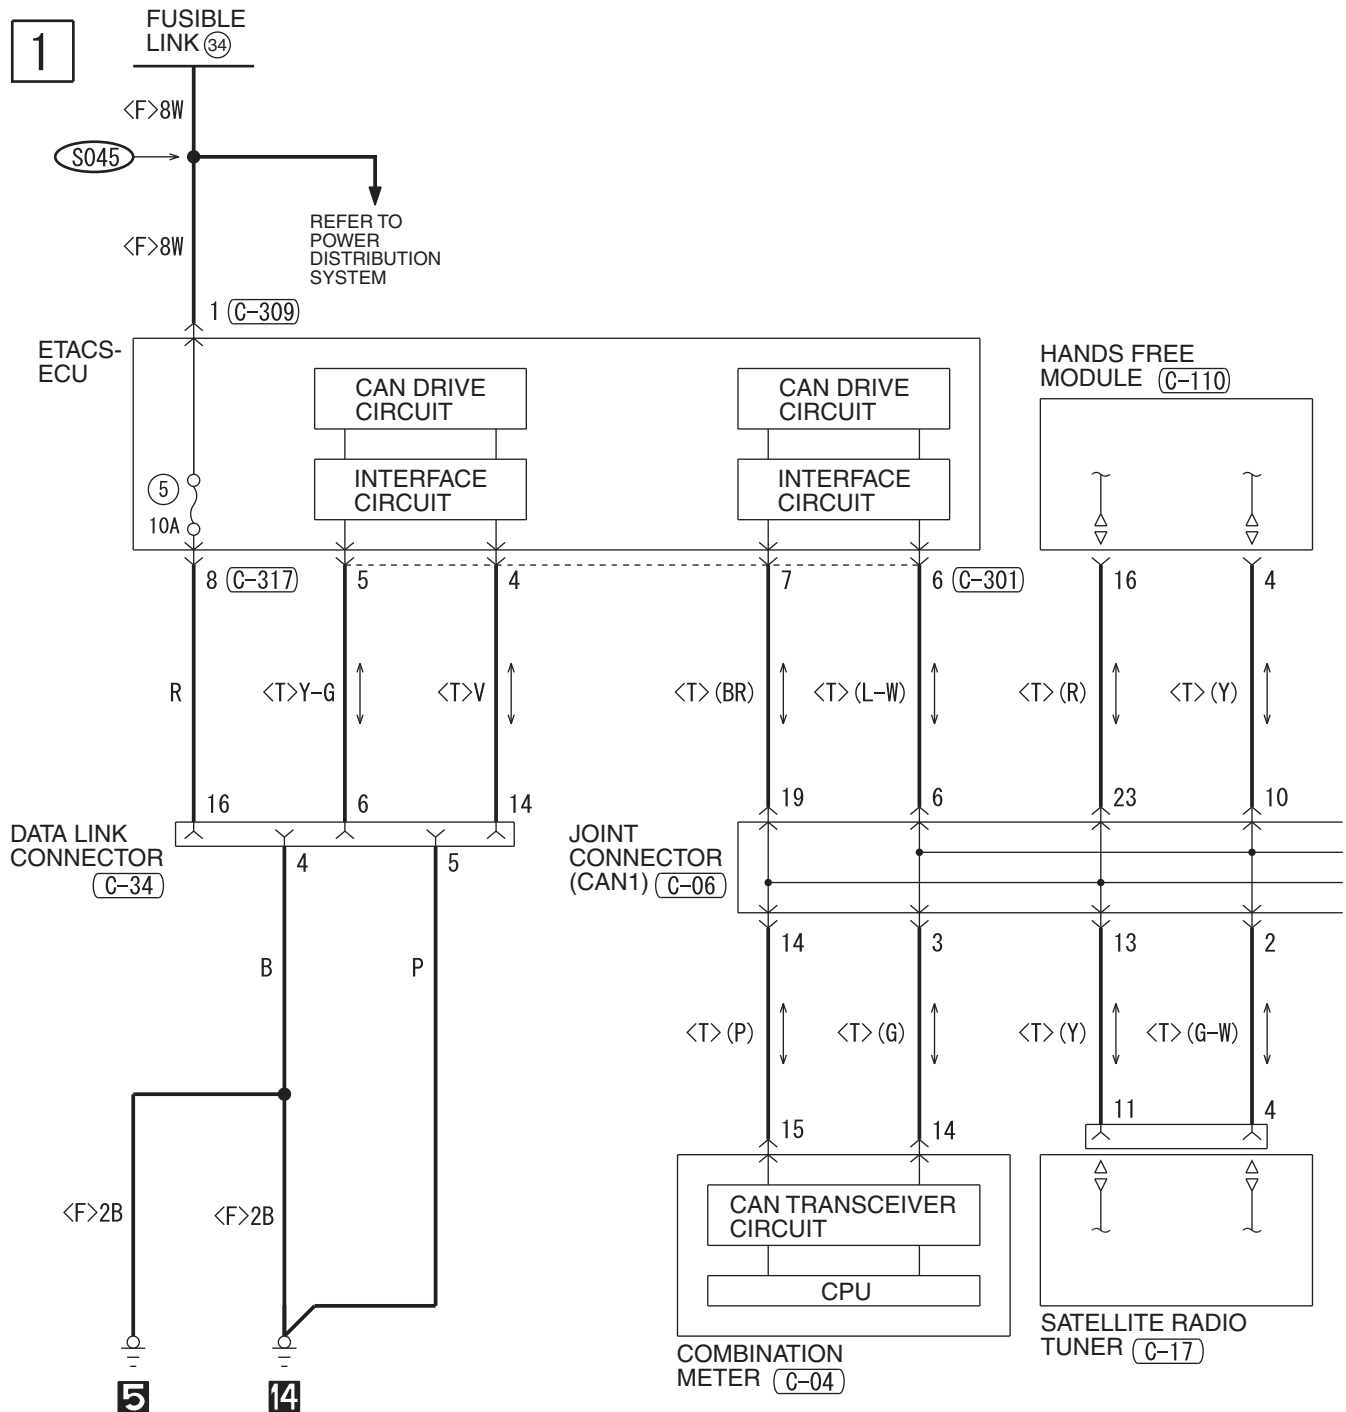 1
FUSIBLE
LINK 34
<F>8W
S045
<F>8W
REFER TO
POWER
DISTRIBUTION
SYSTEM
1 C-309
ETACS-
ECU
CAN DRIVE
CIRCUIT
INTERFACE
CIRCUIT
CAN DRIVE
CIRCUIT
INTERFACE
CIRCUIT
5
10A
HANDS FREE
MODULE C-110
8 C-317 5 4 7 6 C-301 16 4
R <T>Y-G <T>V <T>(BR) <T>(L-W) <T>(R) <T>(Y)
16 6 14 19 6 23 10
DATA LINK
CONNECTOR
C-34
4 5
JOINT
CONNECTOR
(CAN1) C-06
14 3 13 2
B P
<T>(P) <T>(G) <T>(Y) <T>(G-W)
15 14 11 4
<F>2B <F>2B
CAN TRANSCEIVER
CIRCUIT
CPU
COMBINATION
METER C-04
SATELLITE RADIO
TUNER C-17
5 14